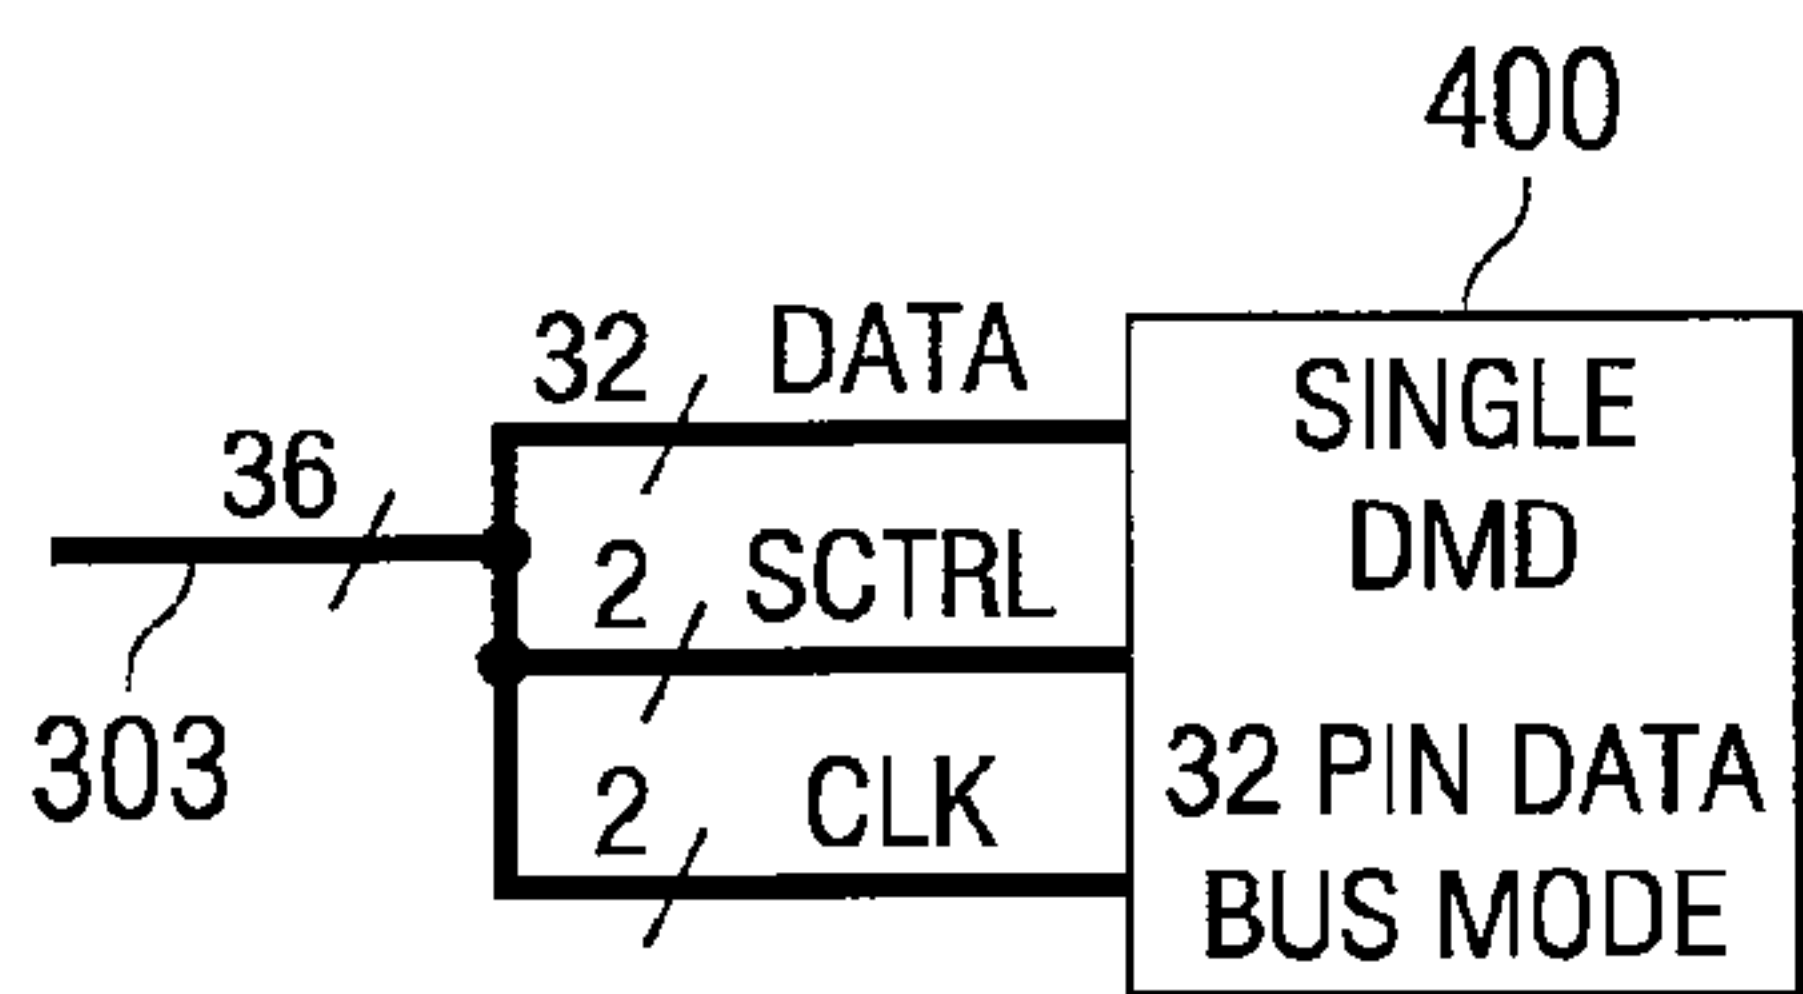 400
32 DATA
36
2 SCTRL
303
2 CLK
SINGLE
DMD
32 PIN DATA
BUS MODE